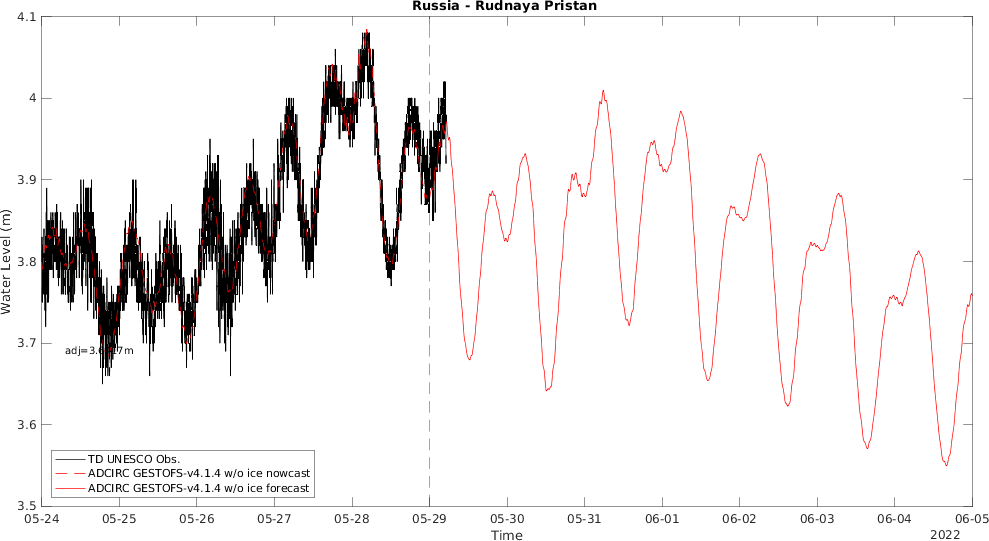 Russia - Rudnaya Pristan
4.1
4
3.9
3.8
3.7
3.6
3.5
Water Level (m)
TD UNESCO Obs.
ADCIRC GESTOFS-v4.1.4 w/o ice nowcast
ADCIRC GESTOFS-v4.1.4 w/o ice forecast
05-24 05-25 05-26 05-27 05-28 05-29 05-30 05-31 06-01 06-02 06-03 06-04 06-05
Time
2022